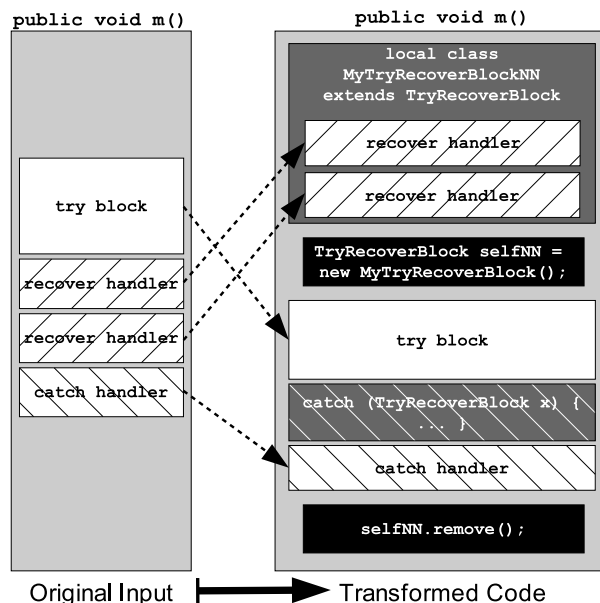 public void m()
try block
recover handler
recover handler
catch handler
Original Input
public void m()
local class
MyTryRecoverBlockNN
extends TryRecoverBlock
recover handler
recover handler
TryRecoverBlock selfNN =
new MyTryRecoverBlock();
try block
catch (TryRecoverBlock x) {
... }
catch handler
selfNN.remove();
Transformed Code